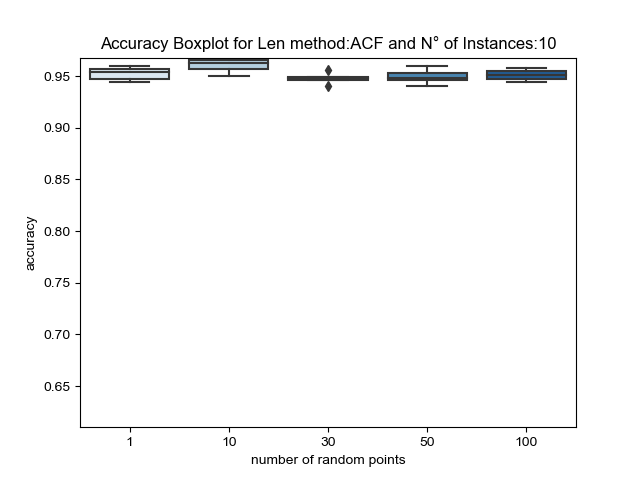 Accuracy Boxplot for Len method:ACF and N° of Instances:10
0.95
0.90
0.85
0.80
0.75
0.70
0.65
accuracy
1 10 30 50 100
number of random points